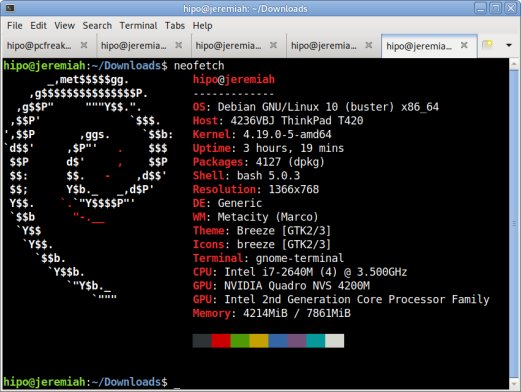 hipo@jeremiah: ~/Downloads
File Edit View Search Terminal Tabs Help
hipo@pcfreak... hipo@jeremia... hipo@jeremia... hipo@jeremia... hipo@jeremia...
hipo@jeremiah:~/Downloads$ neofetch
_,met$$$$$gg. hipo@jeremiah
,g$$$$$$$$$$$$$$$P. -------------
,g$$P" """Y$$.". OS: Debian GNU/Linux 10 (buster) x86_64
,$$P' `$$$. Host: 4236VBJ ThinkPad T420
',$$P ,ggs. `$$b: Kernel: 4.19.0-5-amd64
`d$$' ,$P"' . $$$ Uptime: 3 hours, 19 mins
$$P d$' , $$P Packages: 4127 (dpkg)
$$: $$. - ,d$$' Shell: bash 5.0.3
$$; Y$b._ _,d$P' Resolution: 1366x768
Y$$. `.`"Y$$$$P"' DE: Generic
`$$b "-.__ WM: Metacity (Marco)
`Y$$ Theme: Breeze [GTK2/3]
`Y$$. Icons: breeze [GTK2/3]
`$$b. Terminal: gnome-terminal
`Y$$b. CPU: Intel i7-2640M (4) @ 3.500GHz
`"Y$b._ GPU: NVIDIA Quadro NVS 4200M
`""" GPU: Intel 2nd Generation Core Processor Family
Memory: 4214MiB / 7861MiB
hipo@jeremiah:~/Downloads$ _